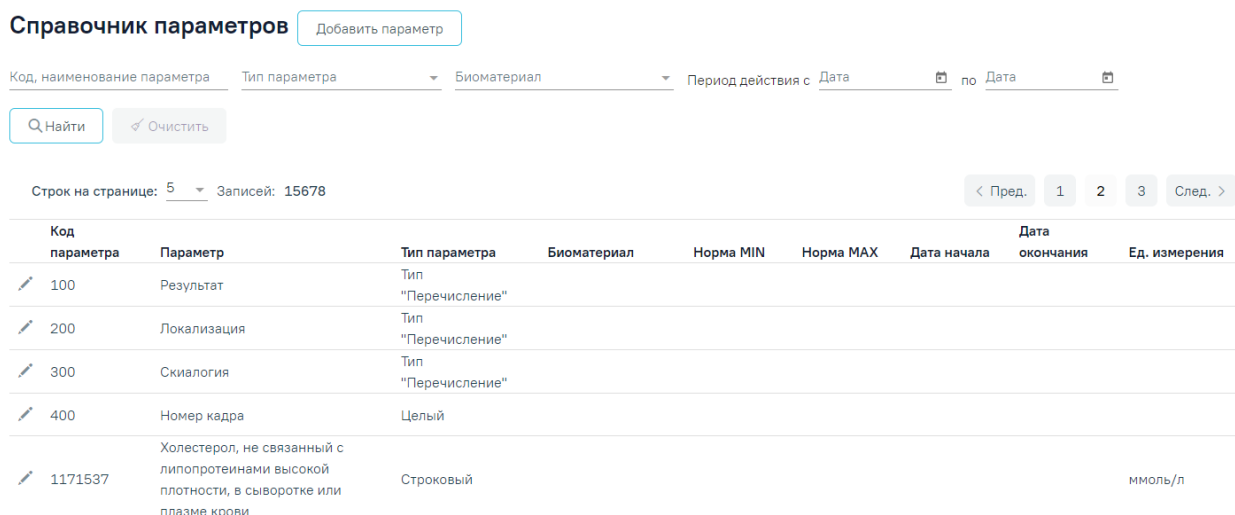 Справочник параметров Добавить параметр
Код, наименование параметра Тип параметра Биоматериал Период действия с Дата по Дата
Найти Очистить
Строк на странице: 5 Записей: 15678 < Пред. 1 2 3 След. >
Код
параметра Параметр Тип параметра Биоматериал Норма MIN Норма MAX Дата начала Дата
окончания Ед. измерения
100 Результат Тип
"Перечисление"
200 Локализация Тип
"Перечисление"
300 Скиалогия Тип
"Перечисление"
400 Номер кадра Целый
Холестерол, не связанный с
липопротеинами высокой
1171537 Строковый ммоль/л
плотности, в сыворотке или
плазме крови